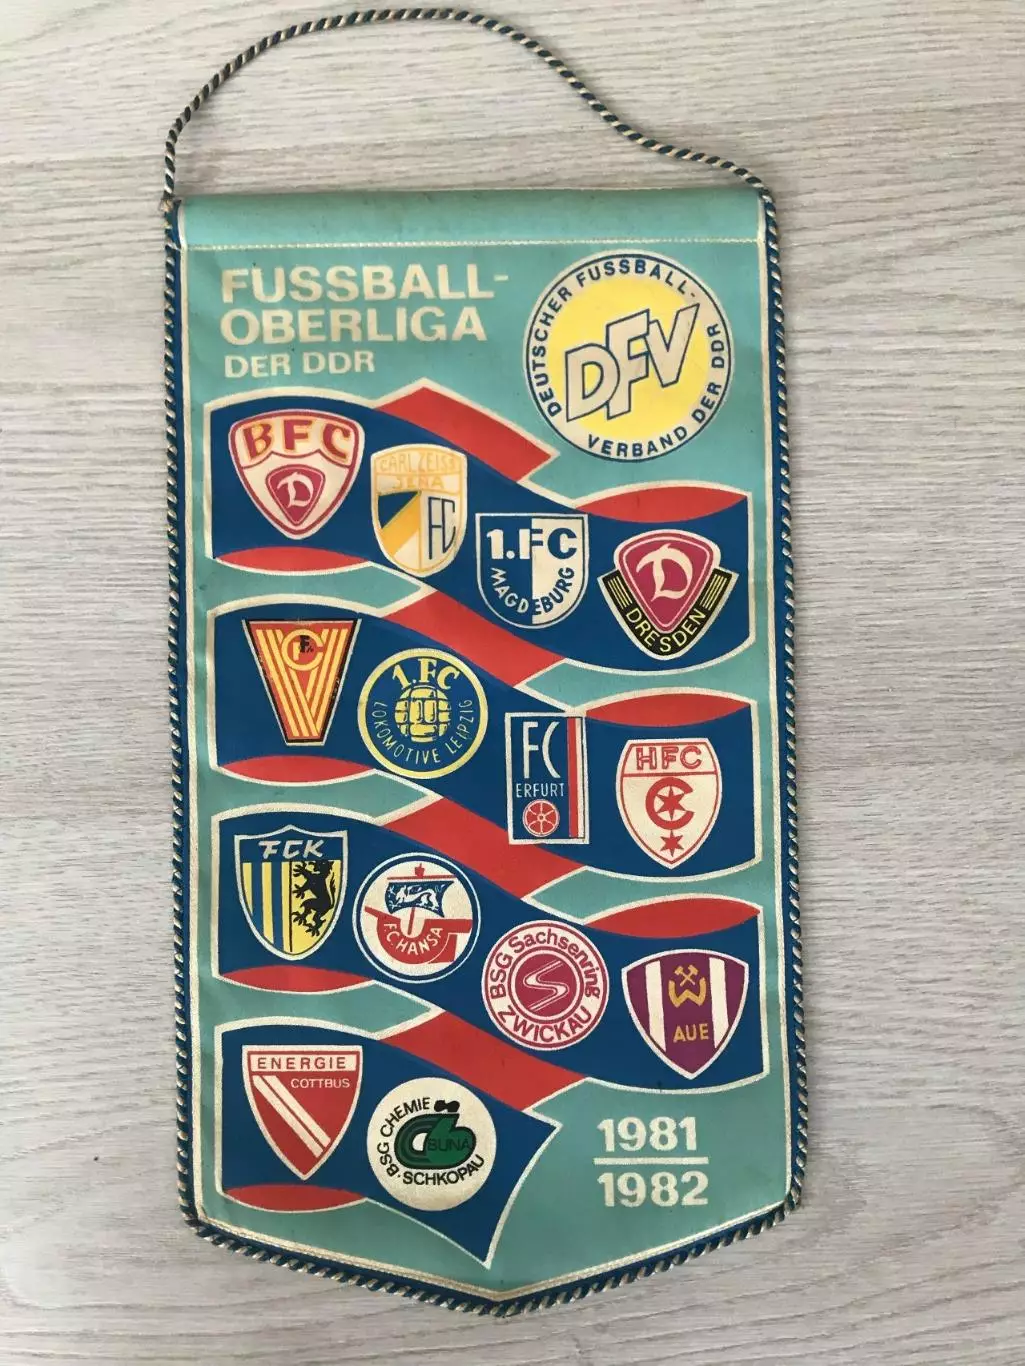 FUSSBALL-
OBERLIGA
DER DDR
DEUTSCHER FUSSBALL-
VERBAND DER DDR
DFV
BFC
D
CARL ZEISS
JENA
FC
1.FC
MAGDEBURG
D
DRESDEN
FC
1.FC
LOKOMOTIVE LEIPZIG
FC
ERFURT
HFC
C
FCK
F.C. HANSA
BSG Sachsenring
ZWICKAU
S
W
AUE
ENERGIE
COTTBUS
BSG CHEMIE
BUNA
SCHKOPAU
1981
1982